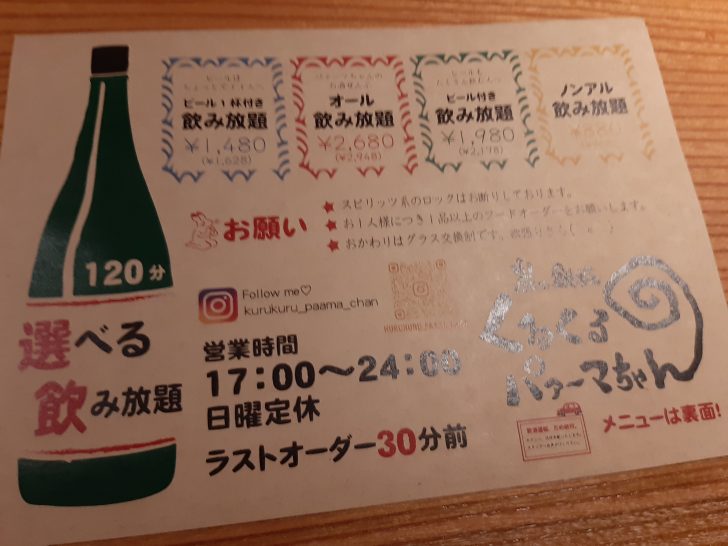 ビール1杯付き
飲み放題
¥1,480
(¥1,628)
オール
飲み放題
¥2,680
(¥2,948)
ビール付き
飲み放題
¥1,980
(¥2,178)
ノンアル
飲み放題
120分
選べる
飲み放題
お願い
★スピリッツ系のロックはお断りしております。
★お1人様につき1品以上のフードオーダーをお願いします。
★おかわりはグラス交換制です。
Follow me♡
kurukuru_paama_chan
営業時間
17:00〜24:00
日曜定休
ラストオーダー30分前
くるくる
パーマちゃん
メニューは裏面!